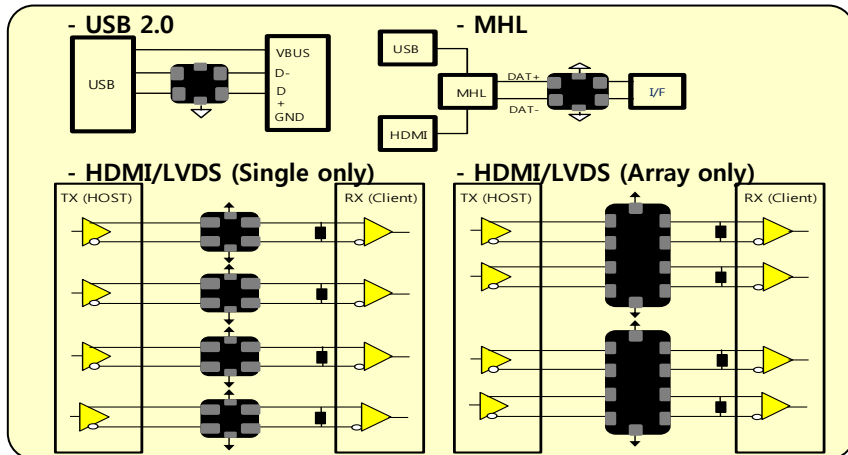 - USB 2.0
USB
VBUS
D-
D
+
GND
- MHL
USB
MHL
HDMI
DAT+
DAT-
I/F
- HDMI/LVDS (Single only)
TX (HOST)
RX (Client)
- HDMI/LVDS (Array only)
TX (HOST)
RX (Client)